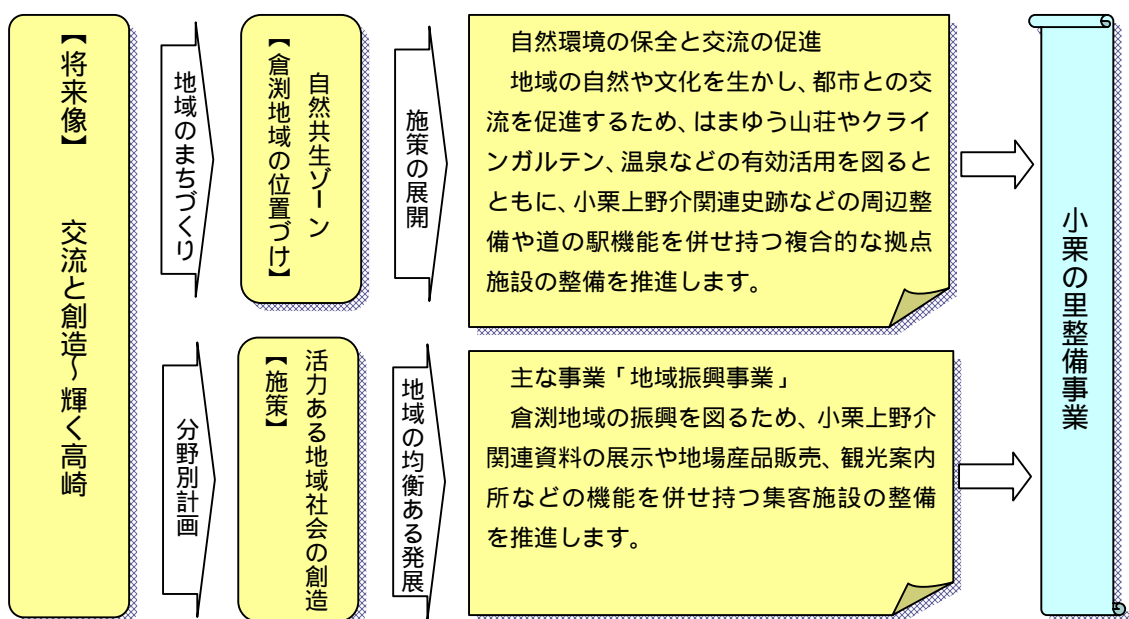 【将来像】　交流と創造～輝く高崎
地域のまちづくり
【倉渕地域の位置づけ】
自然共生ゾーン
施策の展開
自然環境の保全と交流の促進
地域の自然や文化を生かし、都市との交
流を促進するため、はまゆう山荘やクライ
ンガルテン、温泉などの有効活用を図ると
ともに、小栗上野介関連史跡などの周辺整
備や道の駅機能を併せ持つ複合的な拠点
施設の整備を推進します。
分野別計画
【施策】
活力ある地域社会の創造
地域の均衡ある発展
主な事業「地域振興事業」
倉渕地域の振興を図るため、小栗上野介
関連資料の展示や地場産品販売、観光案内
所などの機能を併せ持つ集客施設の整備
を推進します。
小栗の里整備事業